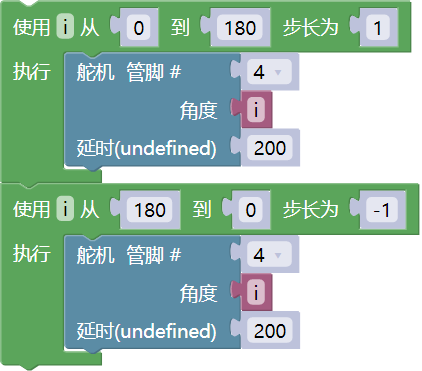 使用 i 从 0 到 180 步长为 1
执行 舵机 管脚 # 4
角度 i
延时(undefined) 200
使用 i 从 180 到 0 步长为 -1
执行 舵机 管脚 # 4
角度 i
延时(undefined) 200